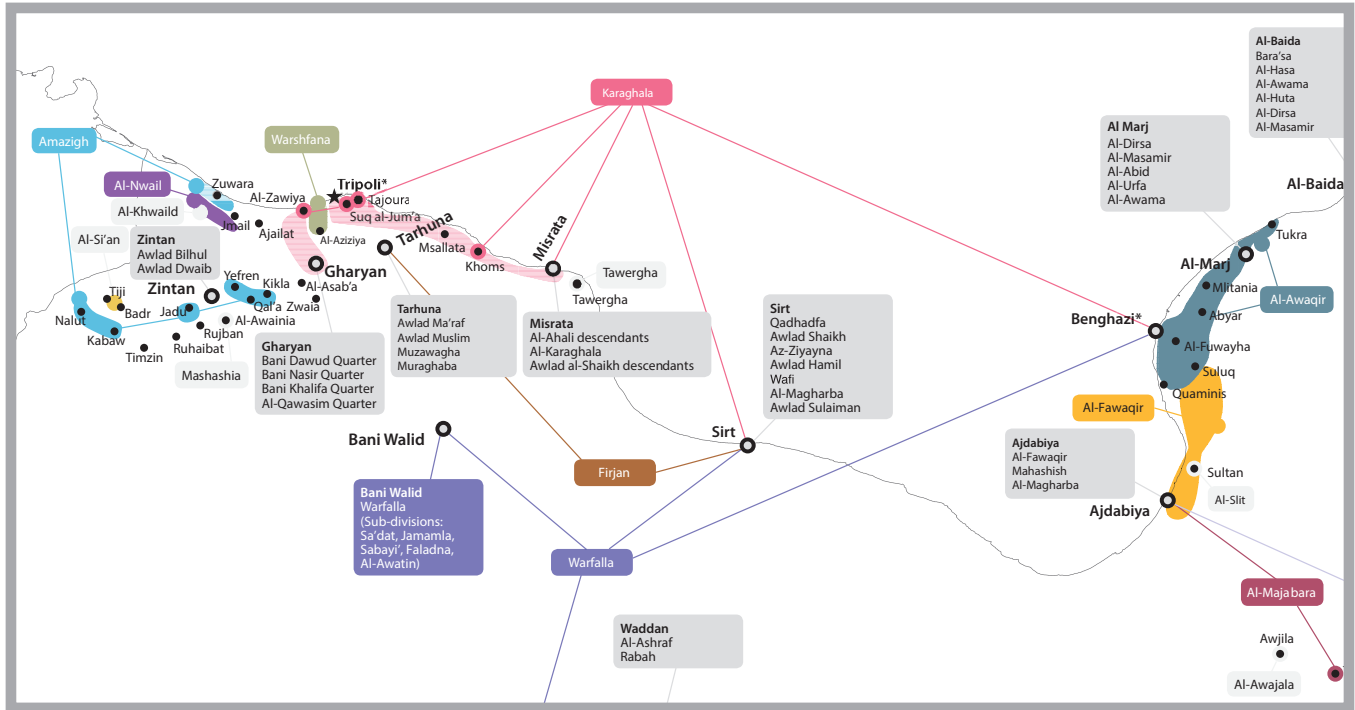 Karaghala
Al-Baida
Bara'sa
Al-Hasa
Al-Awama
Al-Huta
Al-Dirsa
Al-Masamir
Amazigh
Warshfana
Al Marj
Al-Dirsa
Al-Masamir
Al-Abid
Al-Urfa
Al-Awama
Al-Nwail
Zuwara
Al-Zawiya
Tripoli*
Tajoura
Suq al-Jum'a
Al-Baida
Al-Khwaild
Jmail
Ajailat
Al-Aziziya
Tarhuna
Msallata
Khoms
Misrata
Tukra
Al-Si'an
Zintan
Awlad Bilhul
Awlad Dwaib
Zintan
Yefren
Kikla
Gharyan
Al-Asab'a
Tawergha
Tawergha
Al-Marj
Mlitania
Al-Awaqir
Tiji
Badr
Nalut
Kabaw
Jadu
Qal'a
Zwaia
Al-Awainia
Rujban
Ruhaibat
Timzin
Mashashia
Gharyan
Bani Dawud Quarter
Bani Nasir Quarter
Bani Khalifa Quarter
Al-Qawasim Quarter
Tarhuna
Awlad Ma'raf
Awlad Muslim
Muzawagha
Muraghaba
Misrata
Al-Ahali descendants
Al-Karaghala
Awlad al-Shaikh descendants
Sirt
Qadhadfa
Awlad Shaikh
Az-Ziyayna
Awlad Hamil
Wafi
Al-Magharba
Awlad Sulaiman
Benghazi*
Abyar
Al-Fuwayha
Suluq
Quaminis
Al-Fawaqir
Bani Walid
Sirt
Firjan
Ajdabiya
Al-Fawaqir
Mahashish
Al-Magharba
Sultan
Al-Slit
Ajdabiya
Bani Walid
Warfalla
(Sub-divisions:
Sa'dat, Jamamla,
Sabayi', Faladna,
Al-Awatin)
Warfalla
Al-Majabara
Waddan
Al-Ashraf
Rabah
Awjila
Al-Awajala